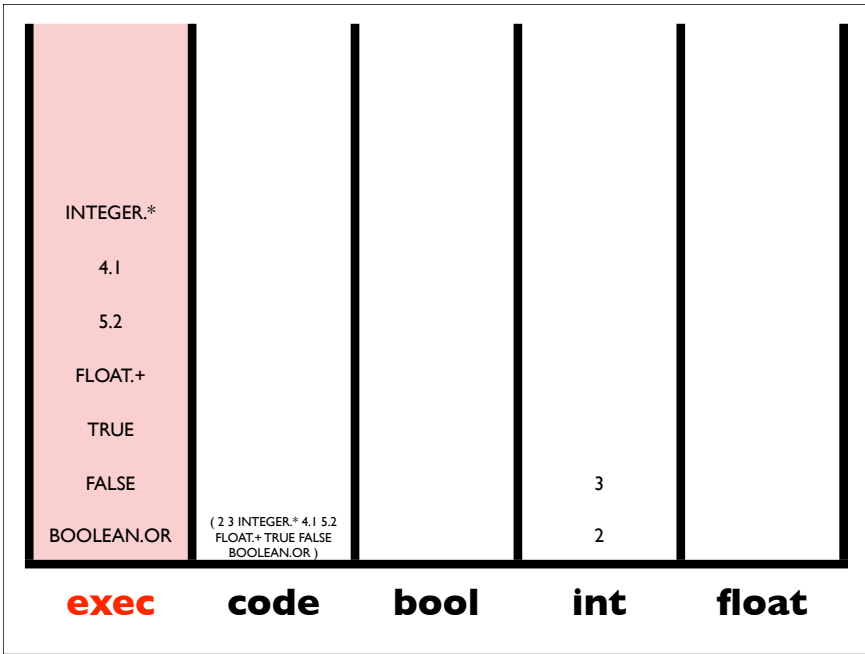 INTEGER.*
4.1
5.2
FLOAT.+
TRUE
FALSE
3
BOOLEAN.OR
( 2 3 INTEGER.* 4.1 5.2
FLOAT.+ TRUE FALSE
BOOLEAN.OR )
2
exec
code
bool
int
float